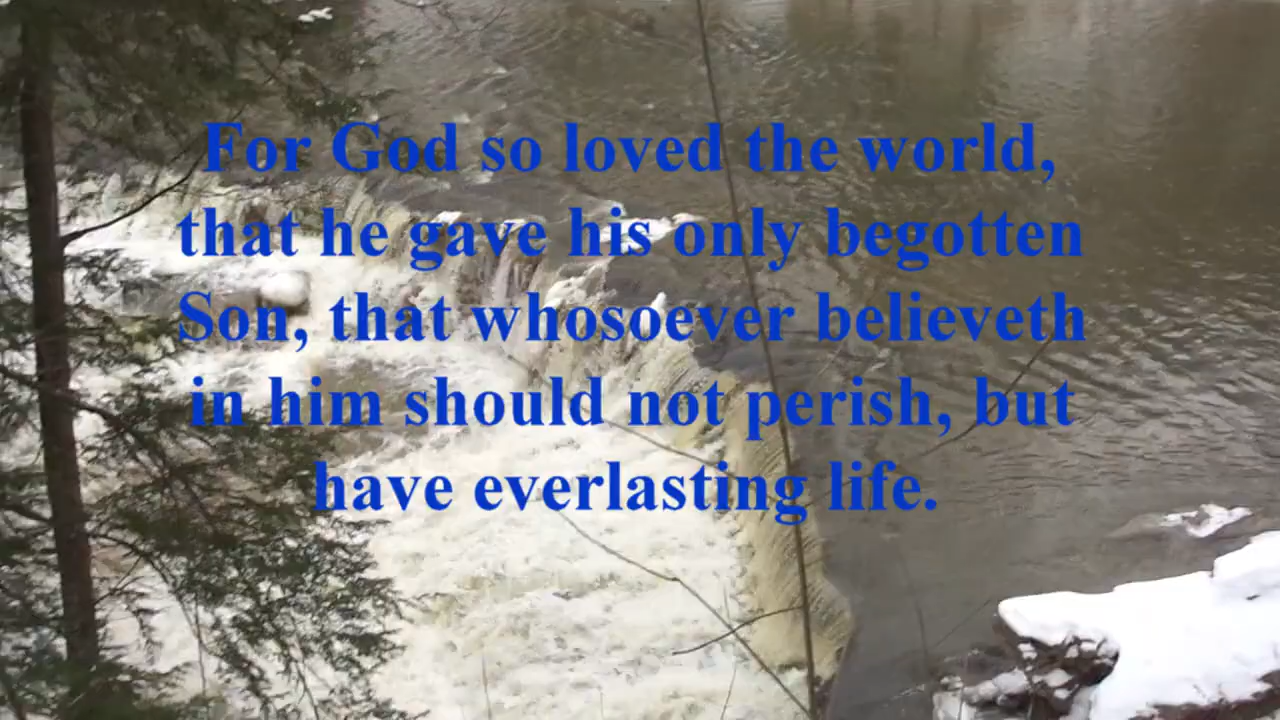 For God so loved the world,
that he gave his only begotten
Son, that whosoever believeth
in him should not perish, but
have everlasting life.